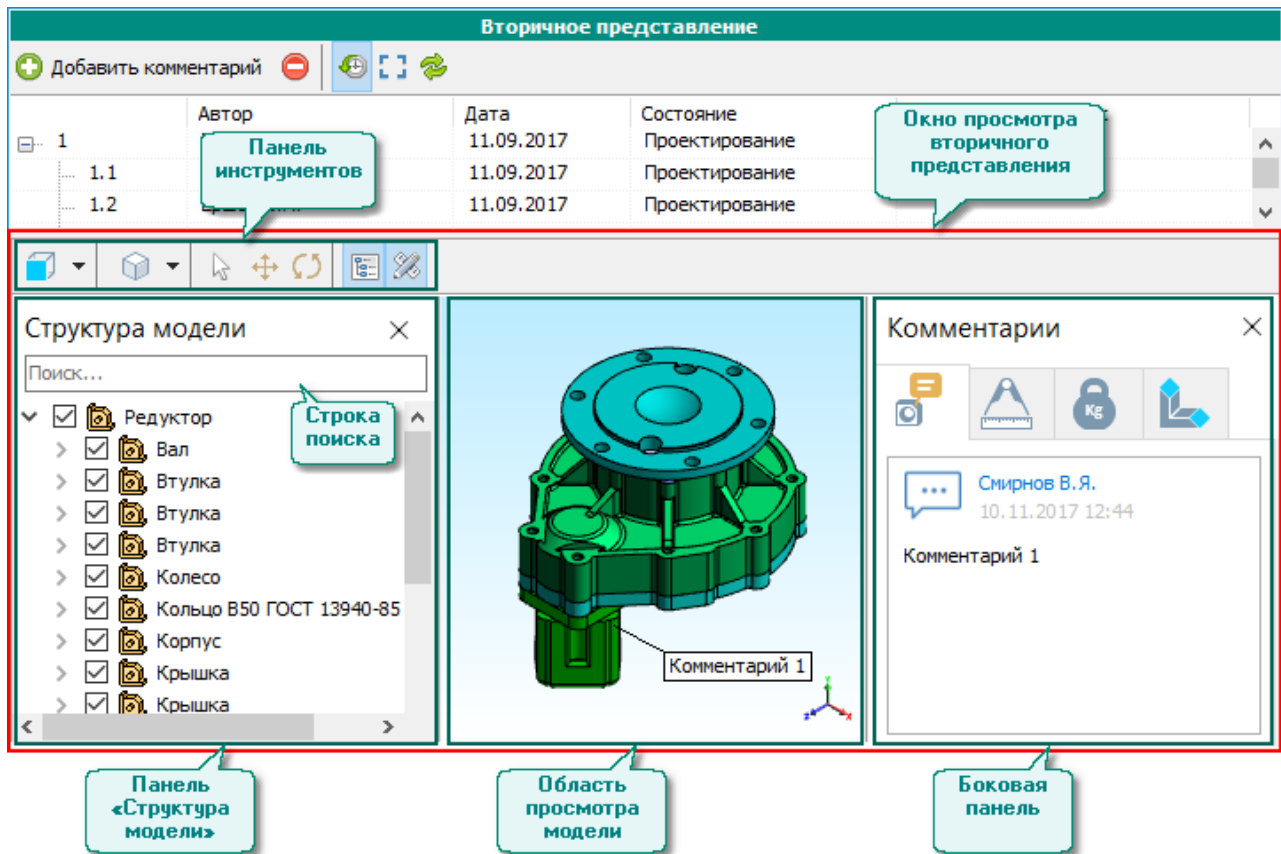 Вторичное представление
Добавить комментарий
Автор Дата Состояние
1 11.09.2017 Проектирование
1.1 11.09.2017 Проектирование
1.2 11.09.2017 Проектирование
Панель
инструментов
Окно просмотра
вторичного
представления
Структура модели
Поиск...
Строка
поиска
Редуктор
Вал
Втулка
Втулка
Втулка
Колесо
Кольцо В50 ГОСТ 13940-85
Корпус
Крышка
Крышка
Комментарий 1
Y
Z
X
Комментарии
Kg
Смирнов В.Я.
10.11.2017 12:44
Комментарий 1
Панель
«Структура
модели»
Область
просмотра
модели
Боковая
панель